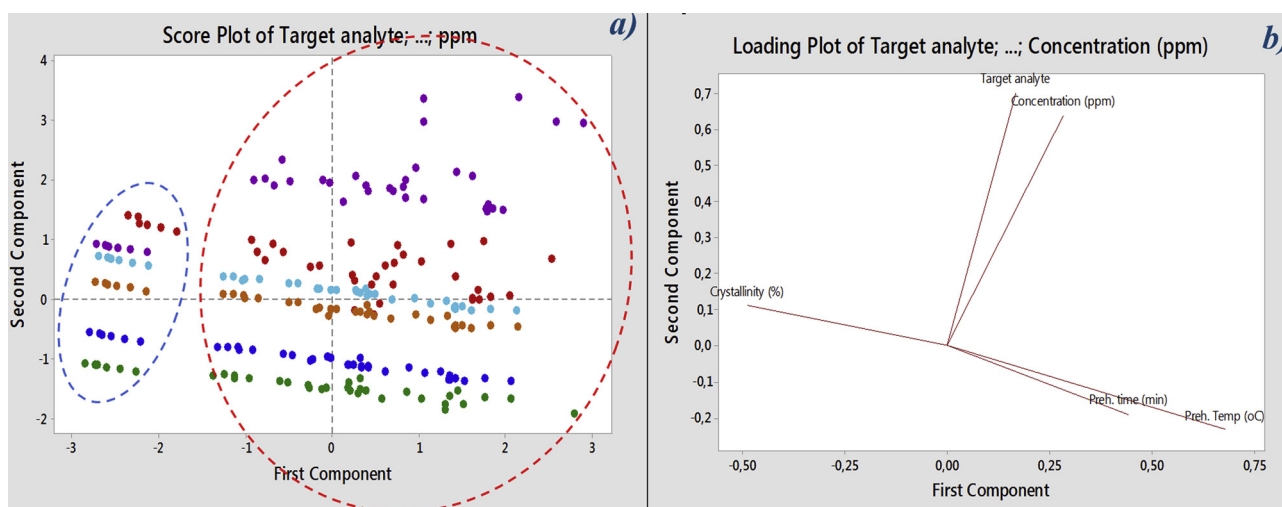 a)
Score Plot of Target analyte; ...; ppm
4
3
2
1
0
-1
-2
Second Component
-3
-2
-1
0
1
2
3
First Component
b)
Loading Plot of Target analyte; ...; Concentration (ppm)
Target analyte
Concentration (ppm)
Crystallinity (%)
Preh. time (min)
Preh. Temp (oC)
0,7
0,6
0,5
0,4
0,3
0,2
0,1
0,0
-0,1
-0,2
Second Component
-0,50
-0,25
0,00
0,25
0,50
0,75
First Component